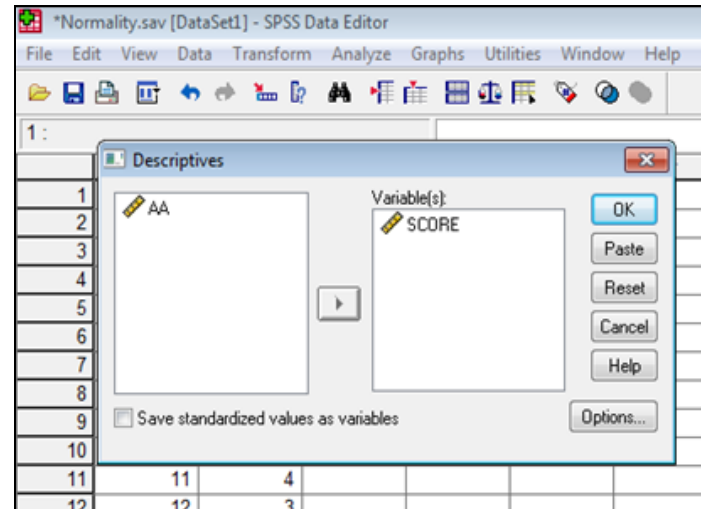 *Normality.sav [DataSet1] - SPSS Data Editor
File Edit View Data Transform Analyze Graphs Utilities Window Help
1 :
Descriptives
1
2
3
4
5
6
7
8
9
10
AA
Variable(s):
SCORE
OK
Paste
Reset
Cancel
Help
Save standardized values as variables
Options...
11 11 4
12 12 3